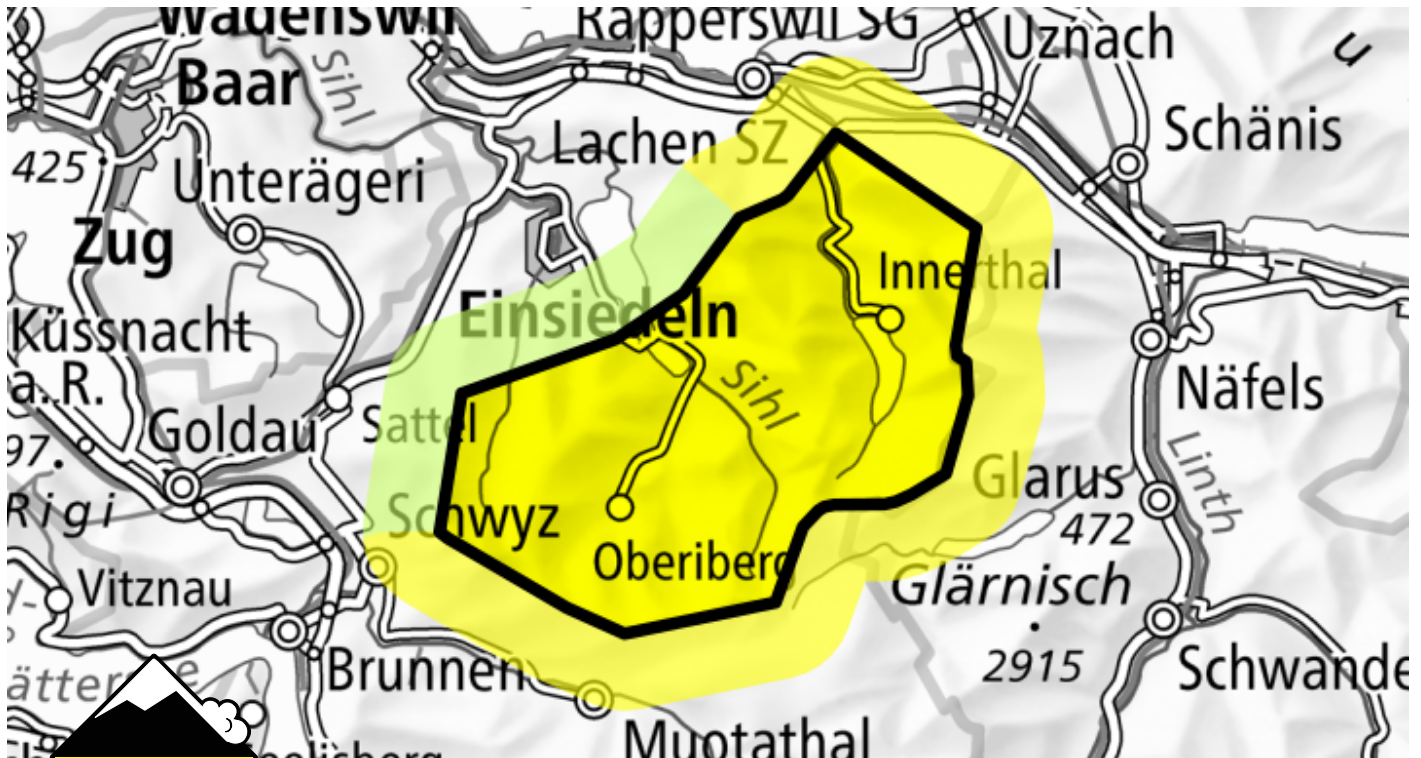 Wädenswil
Rapperswil SG
Uznach
Baar
Sihl
Schänis
Lachen SZ
425
Unterägeri
Zug
Innerthal
Einsiedeln
Küssnacht
a. R.
Sihl
Näfels
Goldau
Sattel
97
Linth
Glarus
Rigi
472
Schwyz
Oberiberg
Vitznau
Glärnisch
2915
Brunnen
Schwande
Muotathal